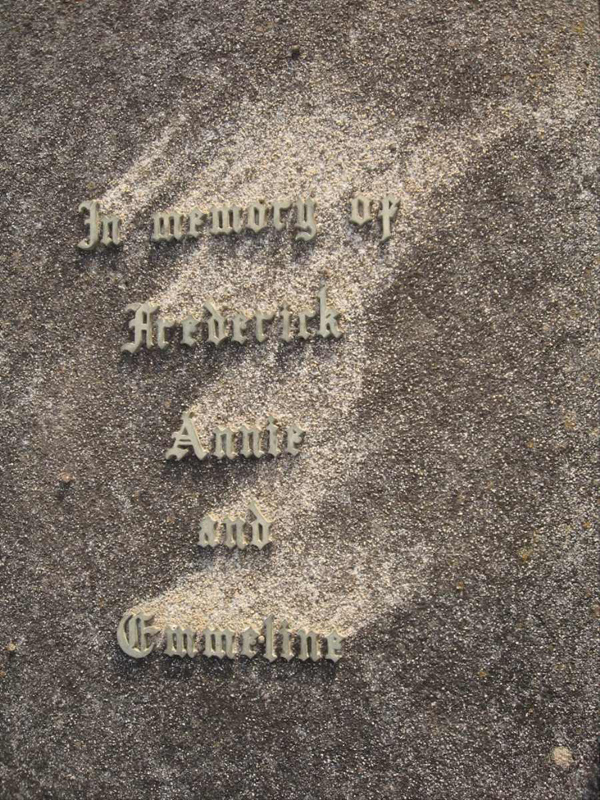 In memory of
Frederick
Annie
and
Emmeline